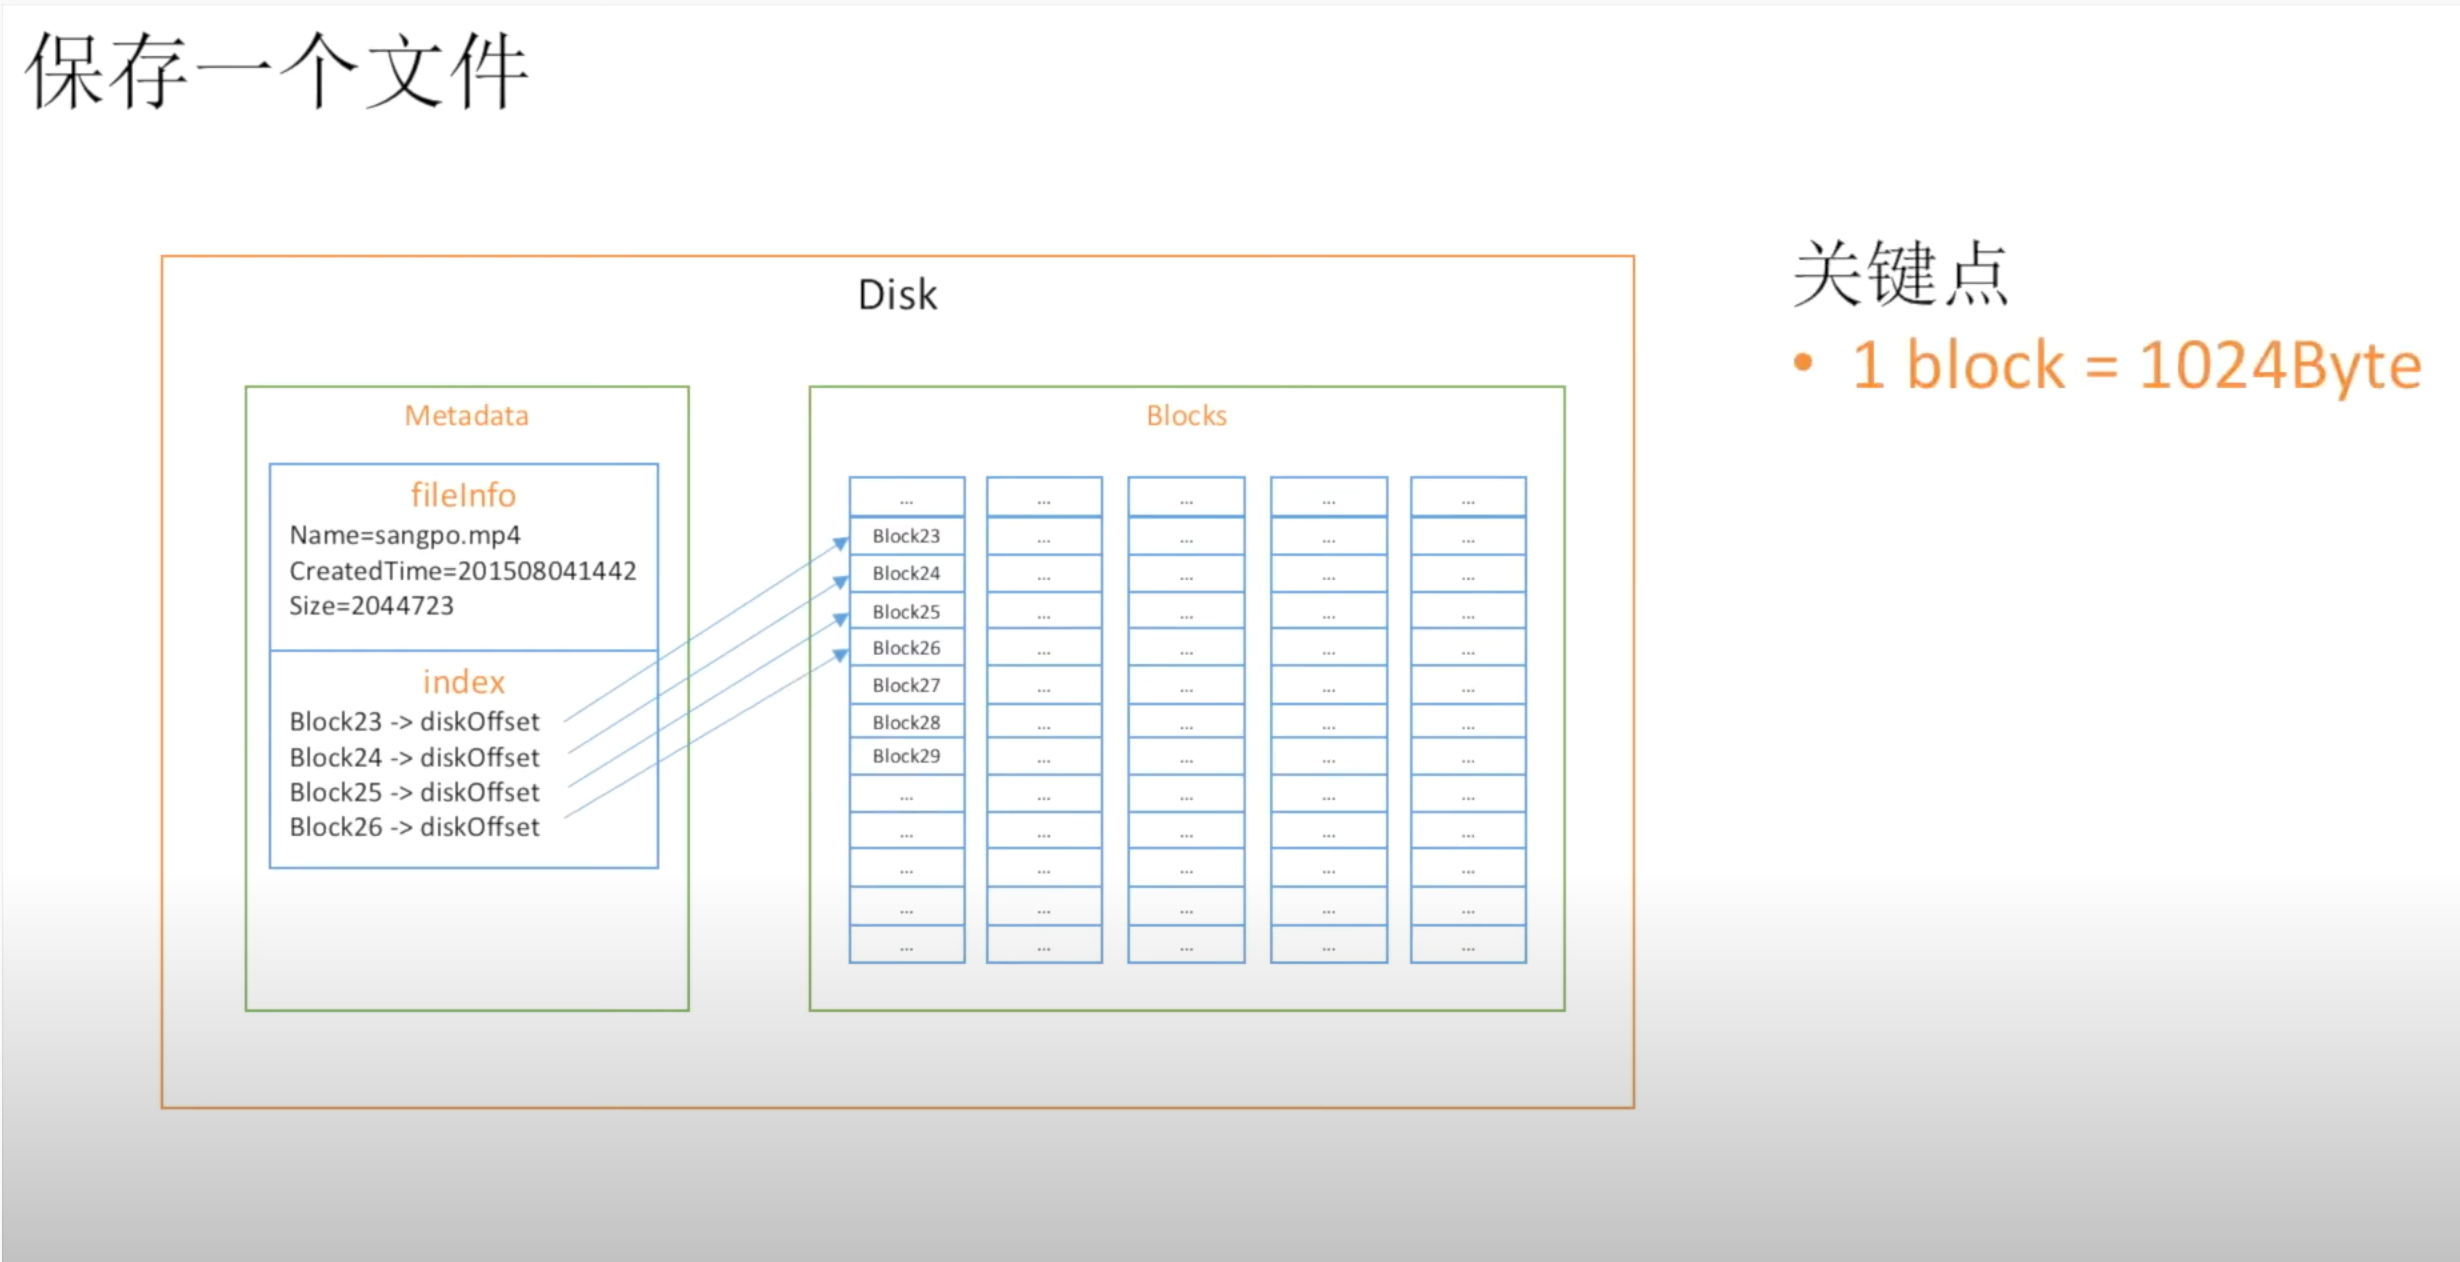 保存一个文件
Disk
关键点
• 1 block = 1024Byte
Metadada
fileInfo
Name=sangpo.mp4
CreatedTime=201508041442
Size=2044723
index
Block23 -> diskOffset
Block24 -> diskOffset
Block25 -> diskOffset
Block26 -> diskOffset
Blocks
... ... ... ... ...
Block23 ... ... ... ...
Block24 ... ... ... ...
Block25 ... ... ... ...
Block26 ... ... ... ...
Block27 ... ... ... ...
Block28 ... ... ... ...
Block29 ... ... ... ...
... ... ... ... ...
... ... ... ... ...
... ... ... ... ...
... ... ... ... ...
... ... ... ... ...